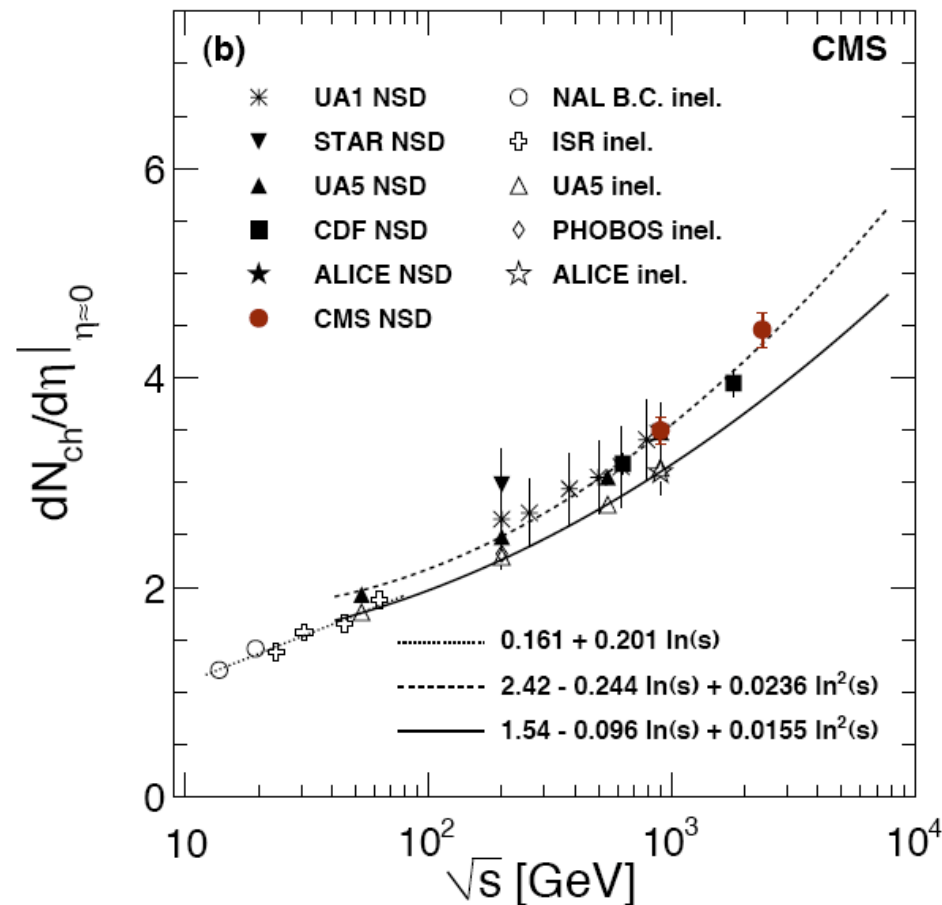 (b)
CMS
UA1 NSD
STAR NSD
UA5 NSD
CDF NSD
ALICE NSD
CMS NSD
NAL B.C. inel.
ISR inel.
UA5 inel.
PHOBOS inel.
ALICE inel.
dN_ch/dη|_η≈0
6
4
2
0
0.161 + 0.201 ln(s)
2.42 - 0.244 ln(s) + 0.0236 ln²(s)
1.54 - 0.096 ln(s) + 0.0155 ln²(s)
10
10²
10³
10⁴
√s [GeV]